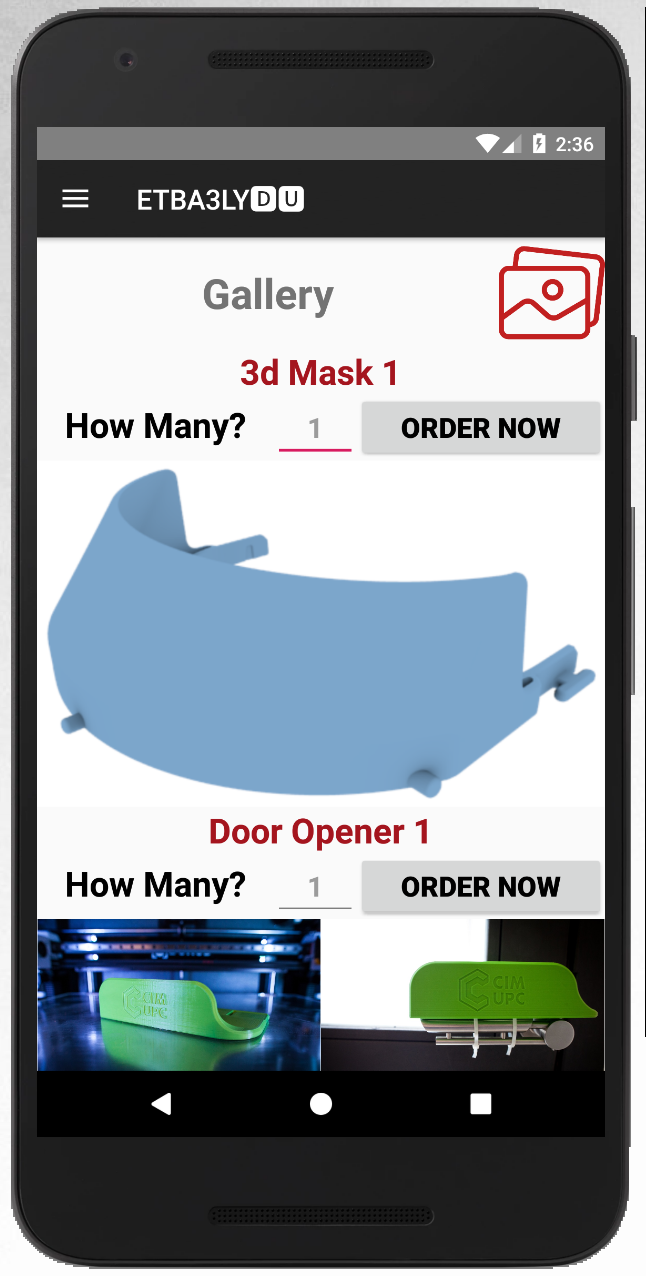 2:36
ETBA3LYDU
Gallery
3d Mask 1
How Many? 1 ORDER NOW
Door Opener 1
How Many? 1 ORDER NOW
CIM
UPC
CIM
UPC